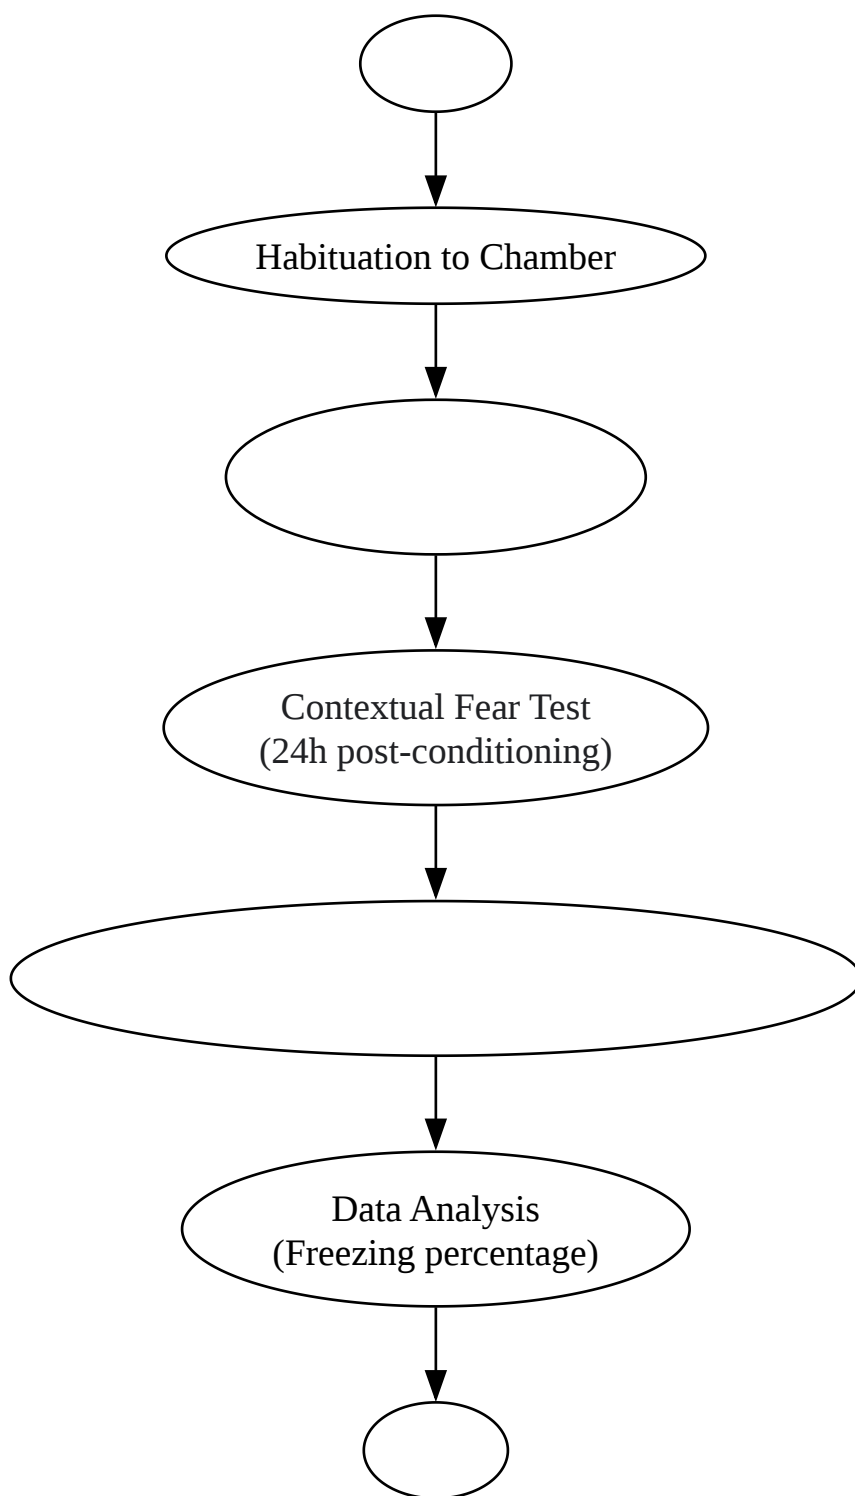 Habituation to Chamber
Contextual Fear Test
(24h post-conditioning)
Data Analysis
(Freezing percentage)